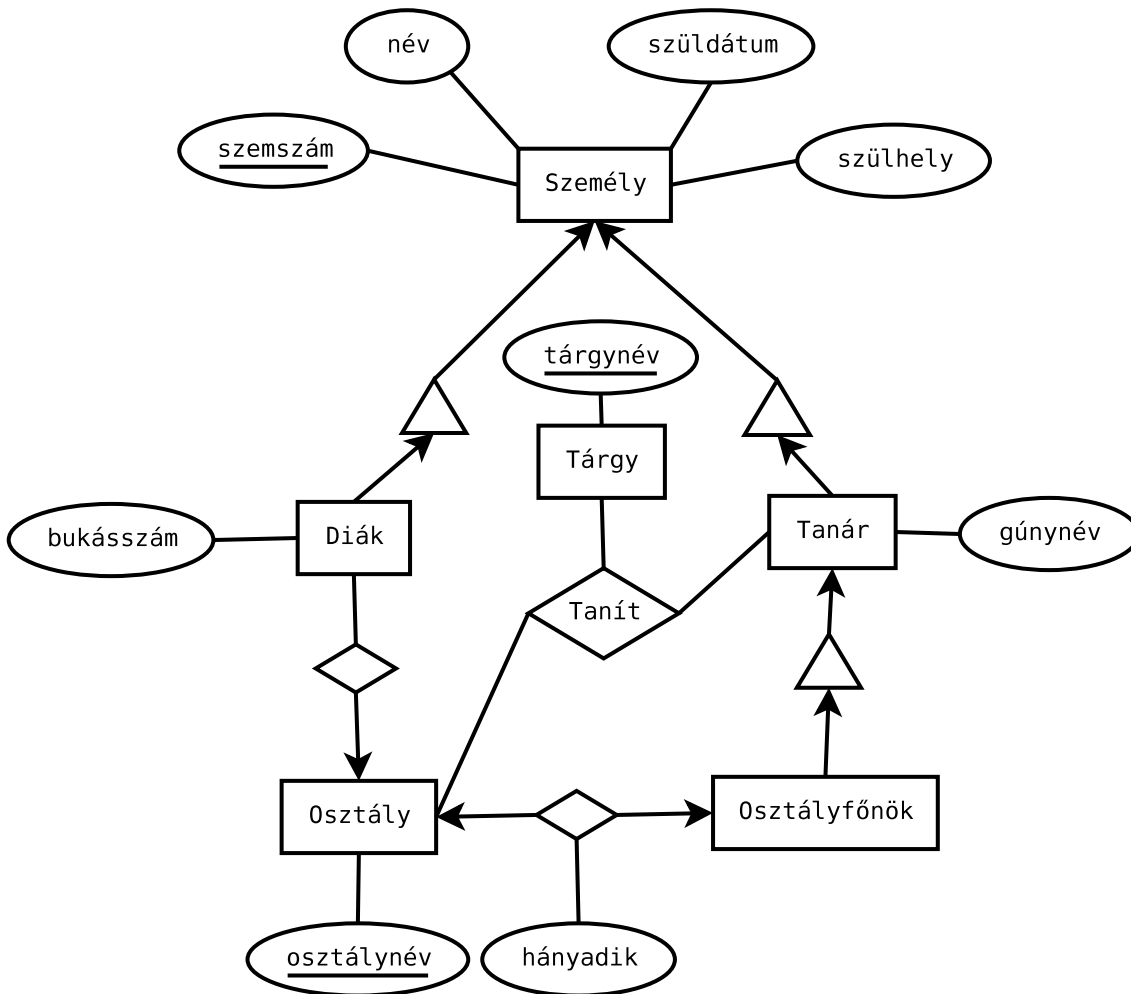 név
szüldátum
szemszám
szülhely
Személy
tárgynév
Tárgy
Tanár
gúnynév
bukásszám
Diák
Tanít
Osztály
Osztályfőnök
osztálynév
hányadik